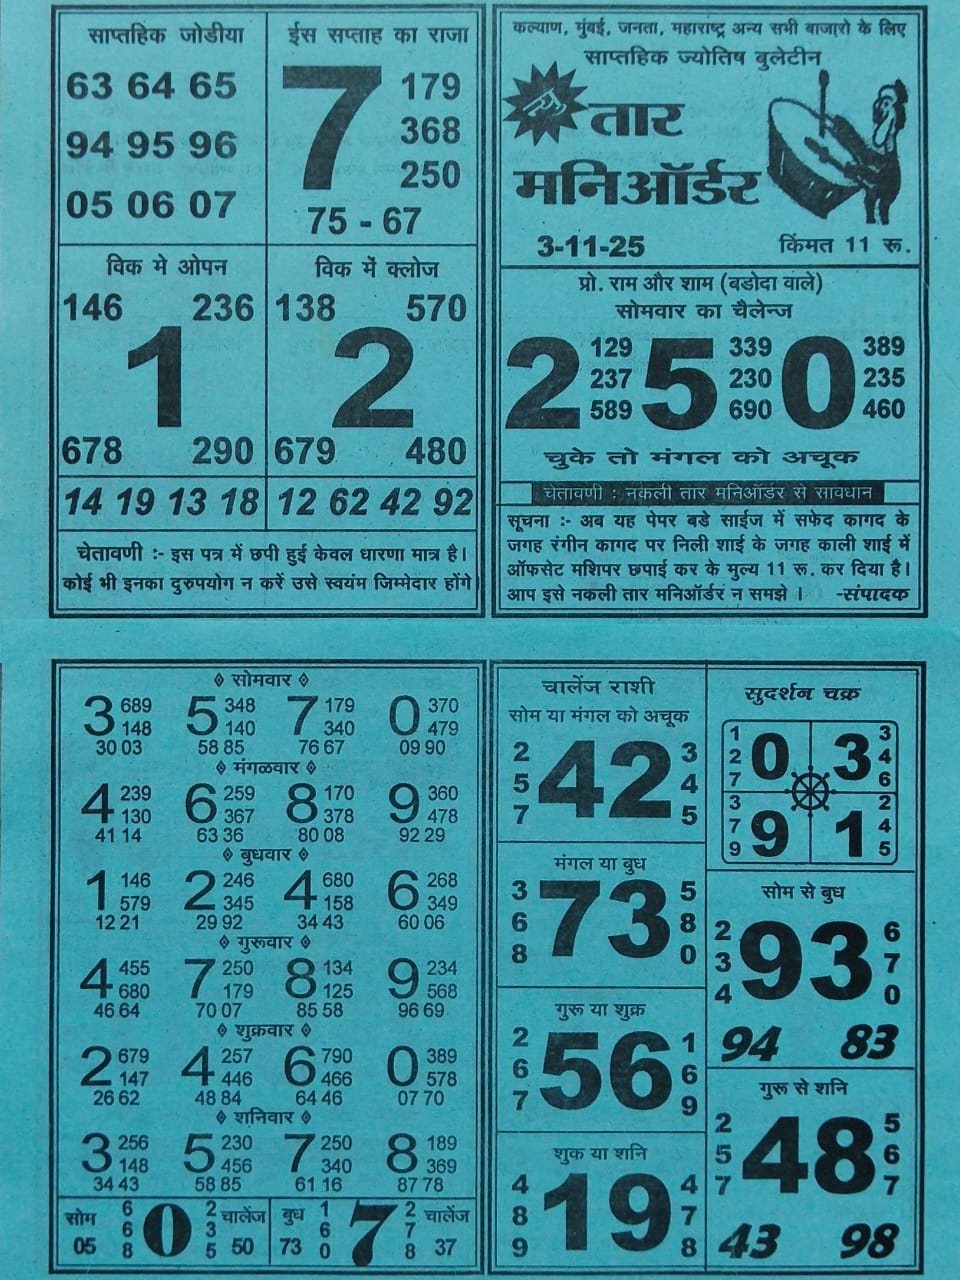 साप्तहिक जोडीया
63 64 65
94 95 96
05 06 07
ईस सप्ताह का राजा
7
179
368
250
75 - 67
विक मे ओपन
146 236
1
678 290
14 19 13 18
विक में क्लोज
138 570
2
679 480
12 62 42 92
चेतावणी :- इस पत्र में छपी हुई केवल धारणा मात्र है।
कोई भी इनका दुरुपयोग न करें उसे स्वयंम जिम्मेदार होंगे
कल्याण, मुंबई, जनता, महाराष्ट्र अन्य सभी बाजारो के लिए
साप्तहिक ज्योतिष बुलेटीन
न्यु तार
मनिऑर्डर
3-11-25 किंमत 11 रू.
प्रो. राम और शाम (बडोदा वाले)
सोमवार का चैलेन्ज
2 129 5 339 0 389
237 230 235
589 690 460
चुके तो मंगल को अचूक
चेतावणी : नकली तार मनिऑर्डर से सावधान
सूचना :- अब यह पेपर बडे साईज में सफेद कागद के
जगह रंगीन कागद पर निली शाई के जगह काली शाई में
ऑफसेट मशिपर छपाई कर के मुल्य 11 रू. कर दिया है।
आप इसे नकली तार मनिऑर्डर न समझे । -संपादक
सोमवार
3 689 5 348 7 179 0 370
148 140 340 479
30 03 58 85 76 67 09 90
मंगळवार
4 239 6 259 8 170 9 360
130 367 378 478
41 14 63 36 80 08 92 29
बुधवार
1 146 2 246 4 680 6 268
579 345 158 349
12 21 29 92 34 43 60 06
गुरूवार
4 455 7 250 8 134 9 234
680 179 125 568
46 64 70 07 85 58 96 69
शुक्रवार
2 679 4 257 6 790 0 389
147 446 466 578
26 62 48 84 64 46 07 70
शनिवार
3 256 5 230 7 250 8 189
148 456 340 369
34 43 58 85 61 16 87 78
सोम 6 0 2 चालेंज
6 3
05 8 5 50
बुध 1 7 2 चालेंज
6 7
73 0 8 37
चालेंज राशी
सोम या मंगल को अचूक
2 42 3
5 4
7 5
मंगल या बुध
3 73 5
6 8
8 0
गुरू या शुक्र
2 56 1
6 6
7 9
शुक या शनि
4 19 4
8 7
9 8
सुदर्शन चक्र
1 0 3 3
2 4
7 6
3 9 1 2
7 4
9 5
सोम से बुध
2 93 6
3 7
4 0
94 83
गुरू से शनि
2 48 5
5 6
7 7
43 98